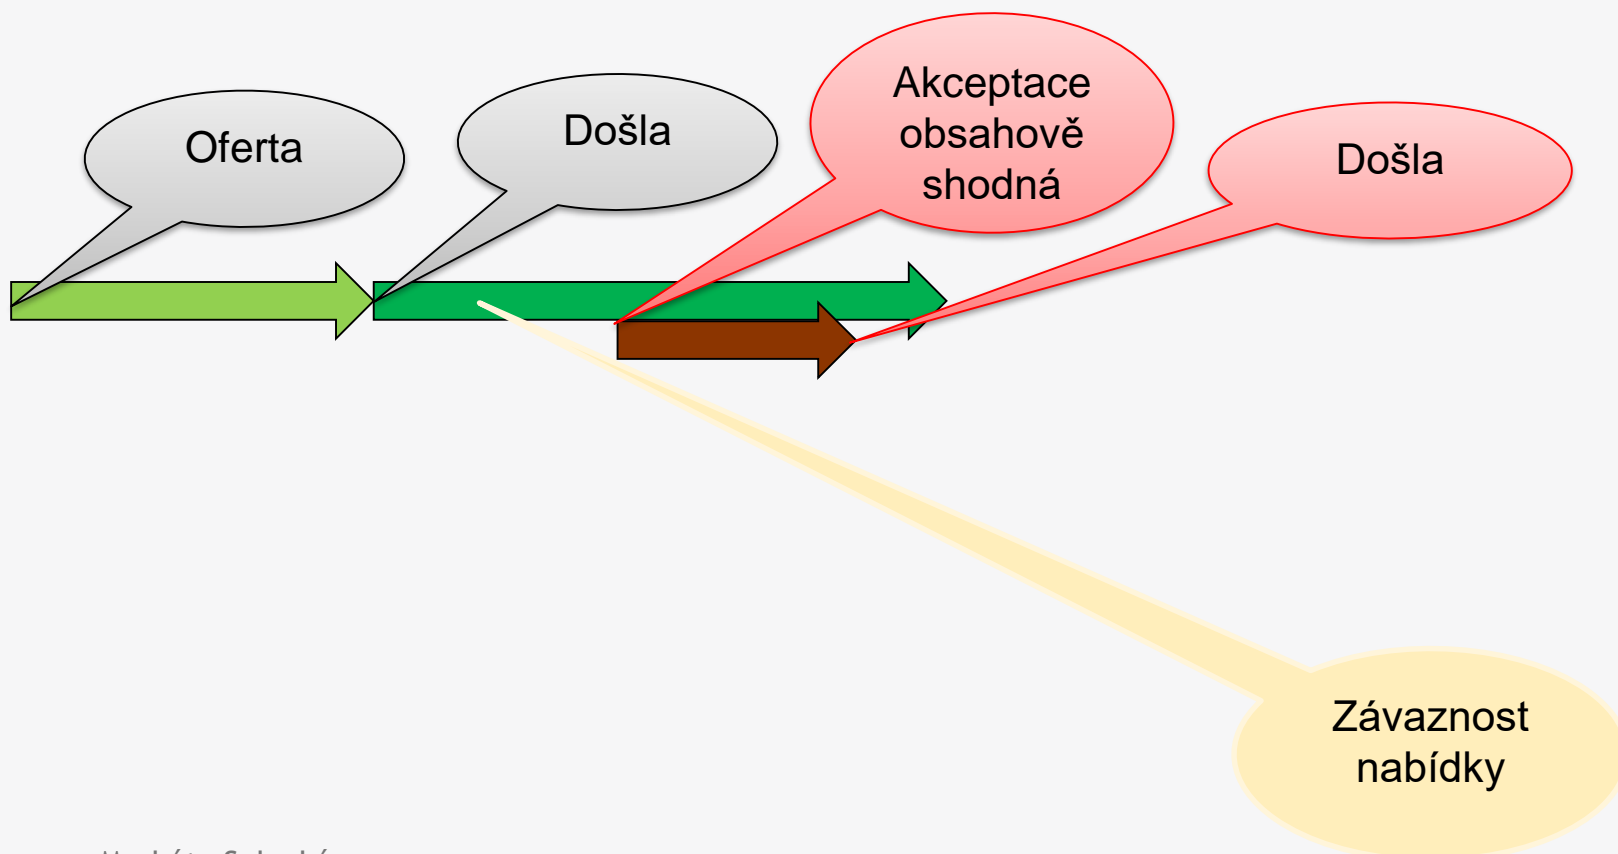 Oferta
Došla
Akceptace
obsahově
shodná
Došla
Závaznost
nabídky